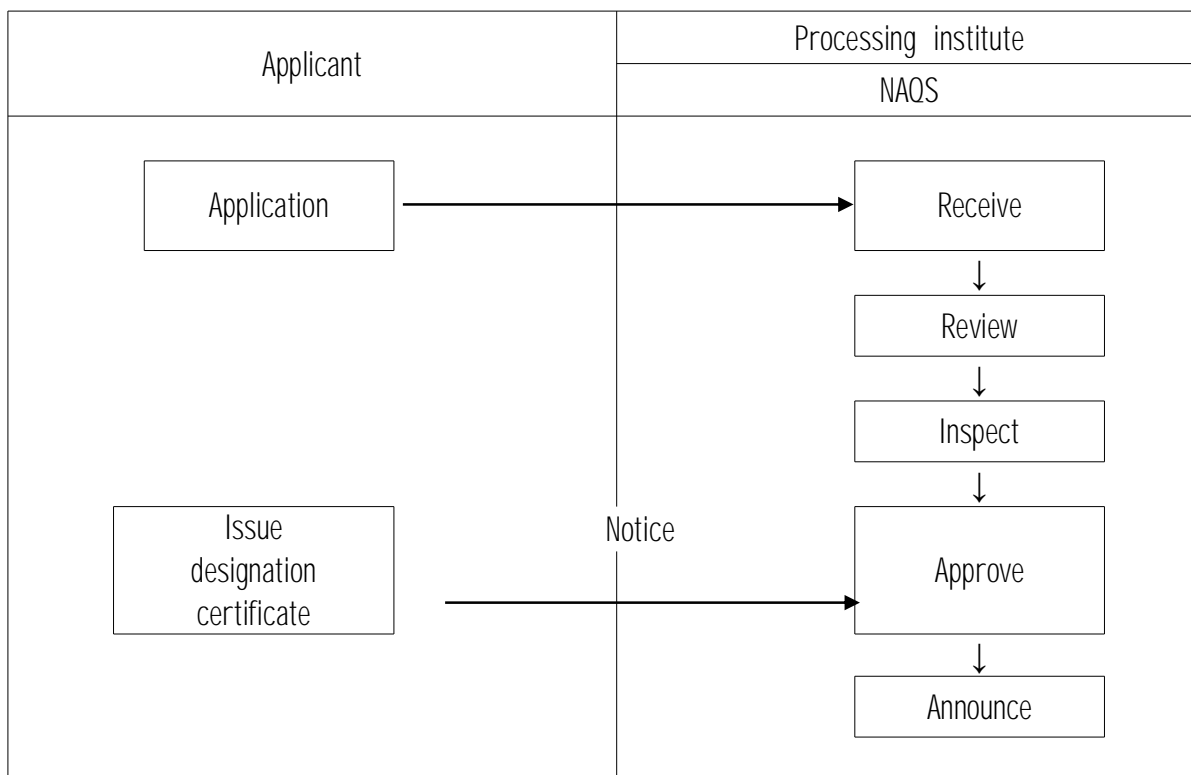 Applicant
Processing institute
NAQS
Application
Receive
↓
Review
↓
Inspect
↓
Issue
designation
certificate
Notice
Approve
↓
Announce